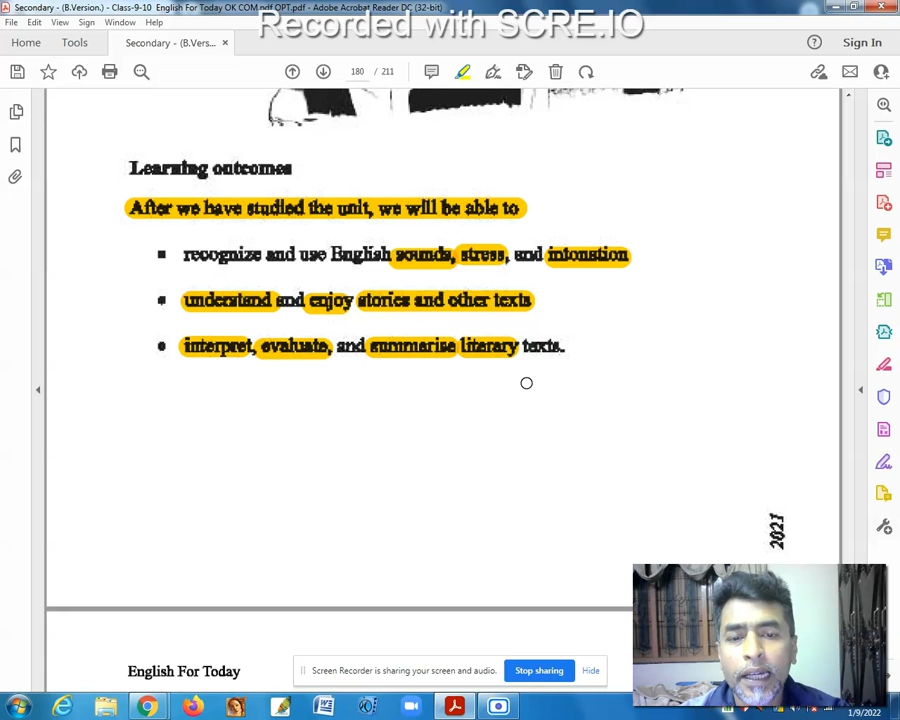 Secondary - (B.Version.) - Class-9-10 English For Today OK COM.pdf OPT.pdf - Adobe Acrobat Reader DC (32-bit)
Recorded with SCRE.IO
File Edit View Sign Window Help
Home Tools Secondary - (B.Vers... × Sign In
180 / 211
Learning outcomes
After we have studied the unit, we will be able to
recognize and use English sounds, stress, and intonation
understand and enjoy stories and other texts
interpret, evaluate, and summarise literary texts.
2021
English For Today
Screen Recorder is sharing your screen and audio. Stop sharing Hide
1/9/2022